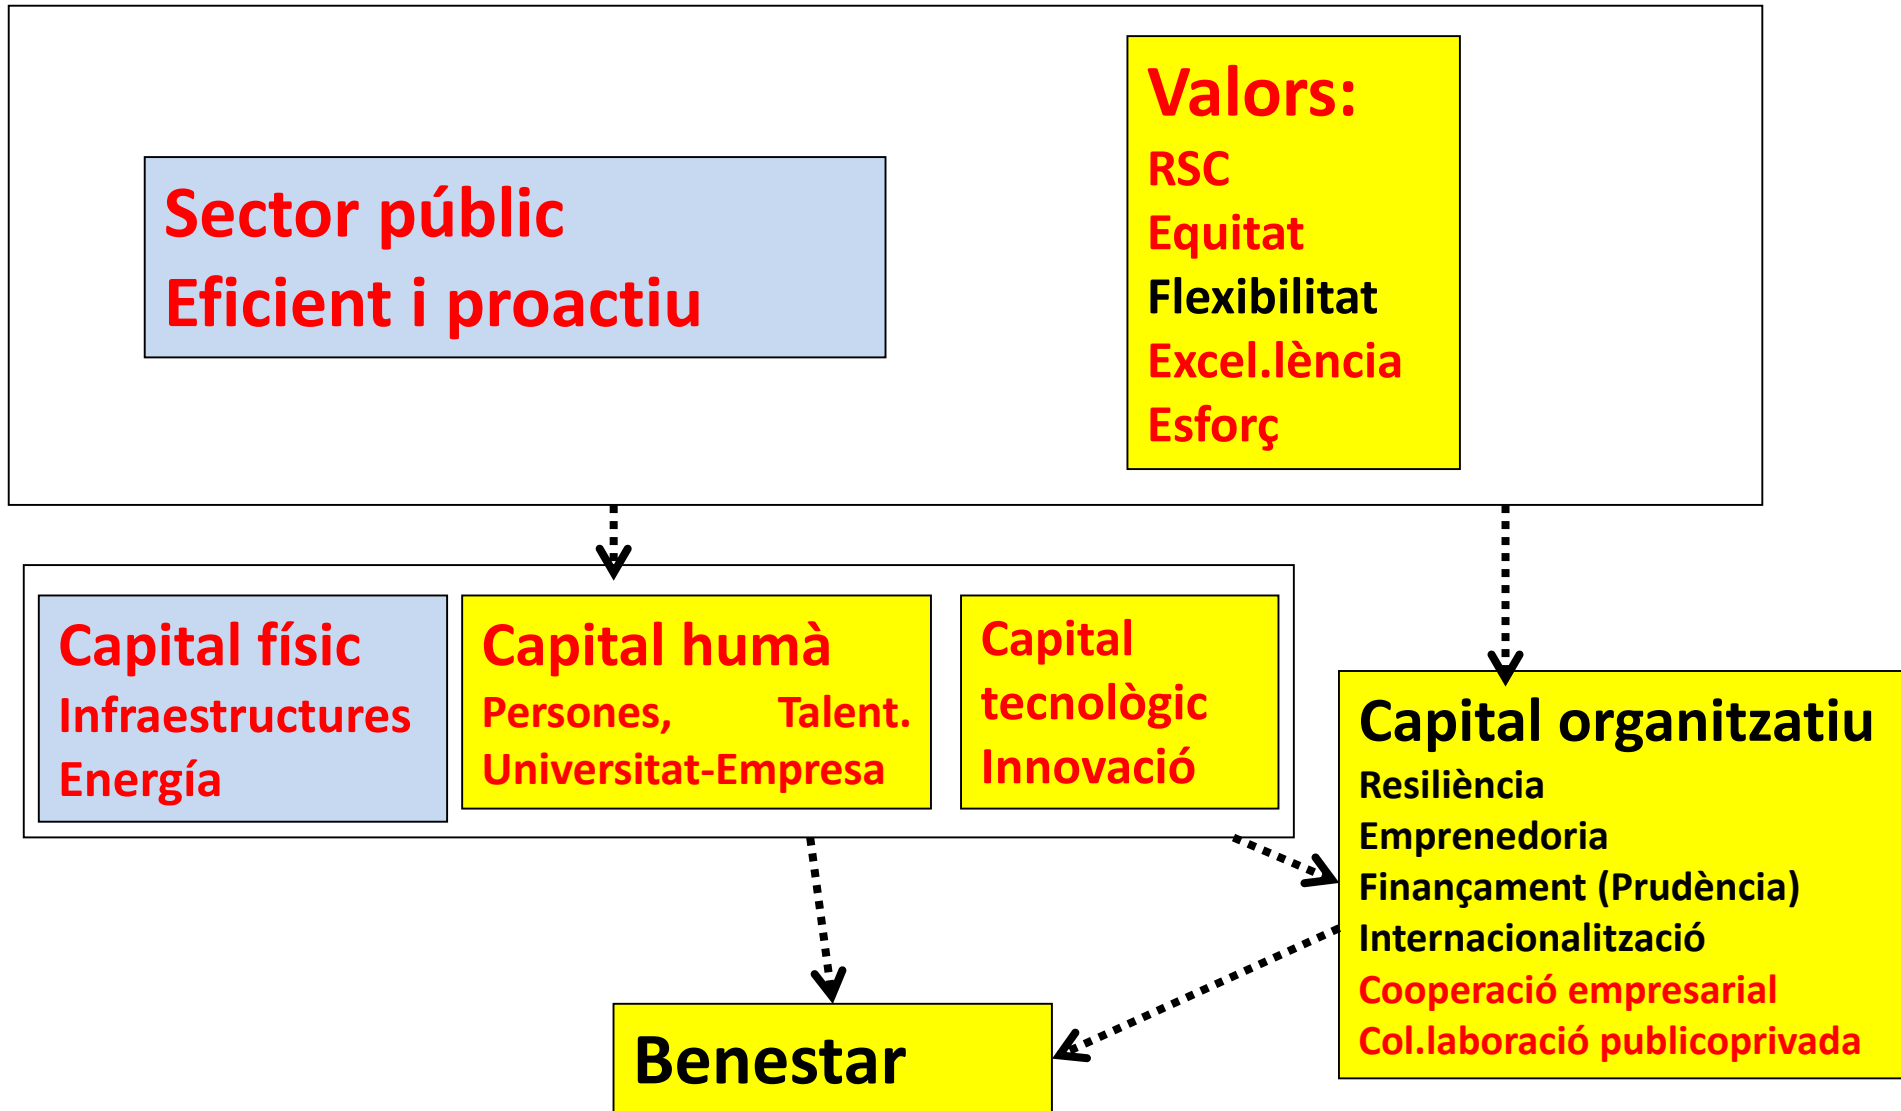 Sector públic
Eficient i proactiu
Valors:
RSC
Equitat
Flexibilitat
Excel.lència
Esforç
Capital físic
Infraestructures
Energía
Capital humà
Persones, Talent.
Universitat-Empresa
Capital
tecnològic
Innovació
Capital organitzatiu
Resiliència
Emprenedoria
Finançament (Prudència)
Internacionalització
Cooperació empresarial
Col.laboració publicoprivada
Benestar